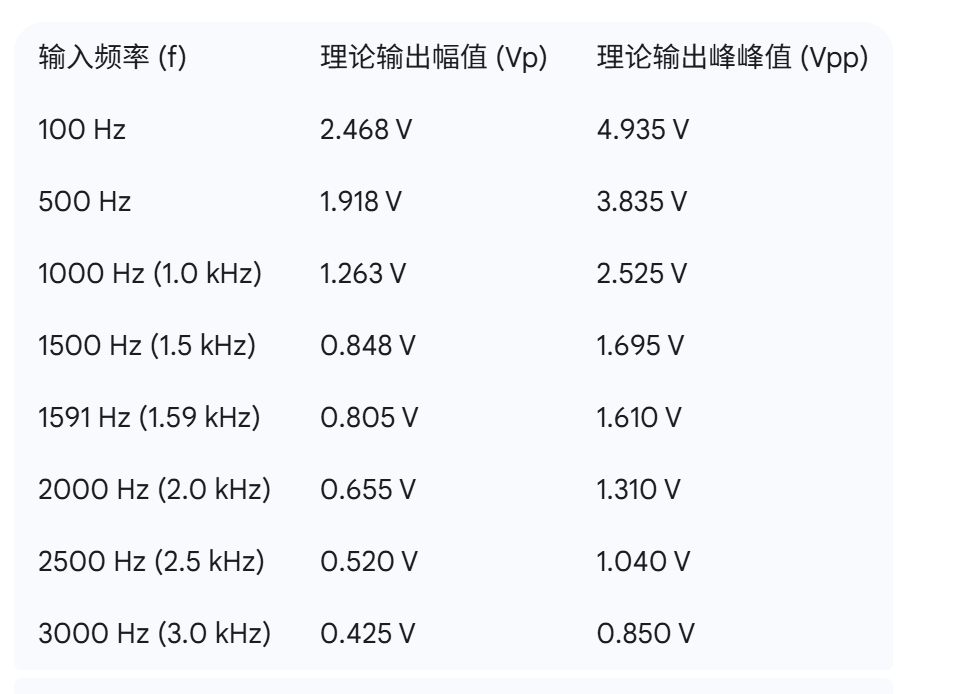 输入频率 (f) 理论输出幅值 (Vp) 理论输出峰峰值 (Vpp)
100 Hz 2.468 V 4.935 V
500 Hz 1.918 V 3.835 V
1000 Hz (1.0 kHz) 1.263 V 2.525 V
1500 Hz (1.5 kHz) 0.848 V 1.695 V
1591 Hz (1.59 kHz) 0.805 V 1.610 V
2000 Hz (2.0 kHz) 0.655 V 1.310 V
2500 Hz (2.5 kHz) 0.520 V 1.040 V
3000 Hz (3.0 kHz) 0.425 V 0.850 V